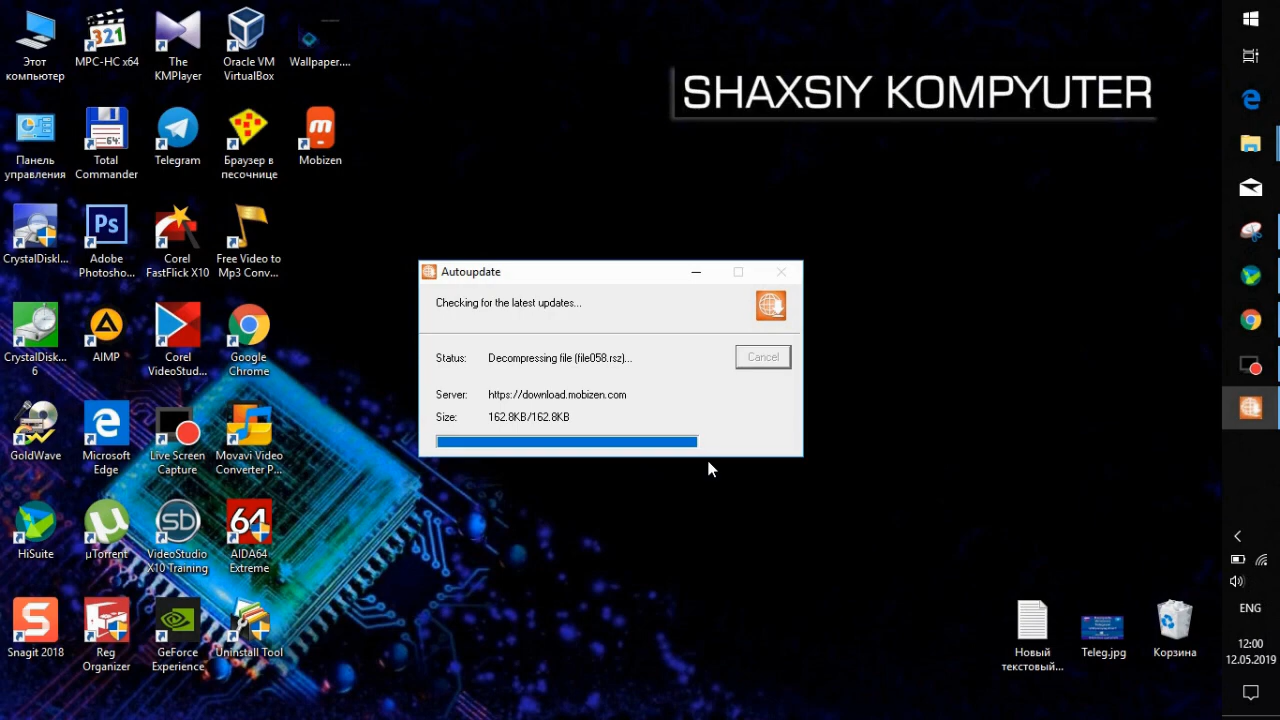 Этот
компьютер
MPC-HC x64
The
KMPlayer
Oracle VM
VirtualBox
Wallpaper....
SHAXSIY KOMPYUTER
Панель
управления
Total
Commander
Telegram
Браузер в
песочнице
Mobizen
CrystalDiskI...
Adobe
Photosho...
Corel
FastFlick X10
Free Video to
Mp3 Conv...
CrystalDisk...
6
AIMP
Corel
VideoStud...
Google
Chrome
GoldWave
Microsoft
Edge
Live Screen
Capture
Movavi Video
Converter P...
HiSuite
µTorrent
VideoStudio
X10 Training
AIDA64
Extreme
Snagit 2018
Reg
Organizer
GeForce
Experience
Uninstall Tool
Autoupdate
Checking for the latest updates...
Status: Decompressing file (file058.rsz)...
Cancel
Server: https://download.mobizen.com
Size: 162.8KB/162.8KB
Новый
текстовый...
Teleg.jpg
Корзина
ENG
12:00
12.05.2019